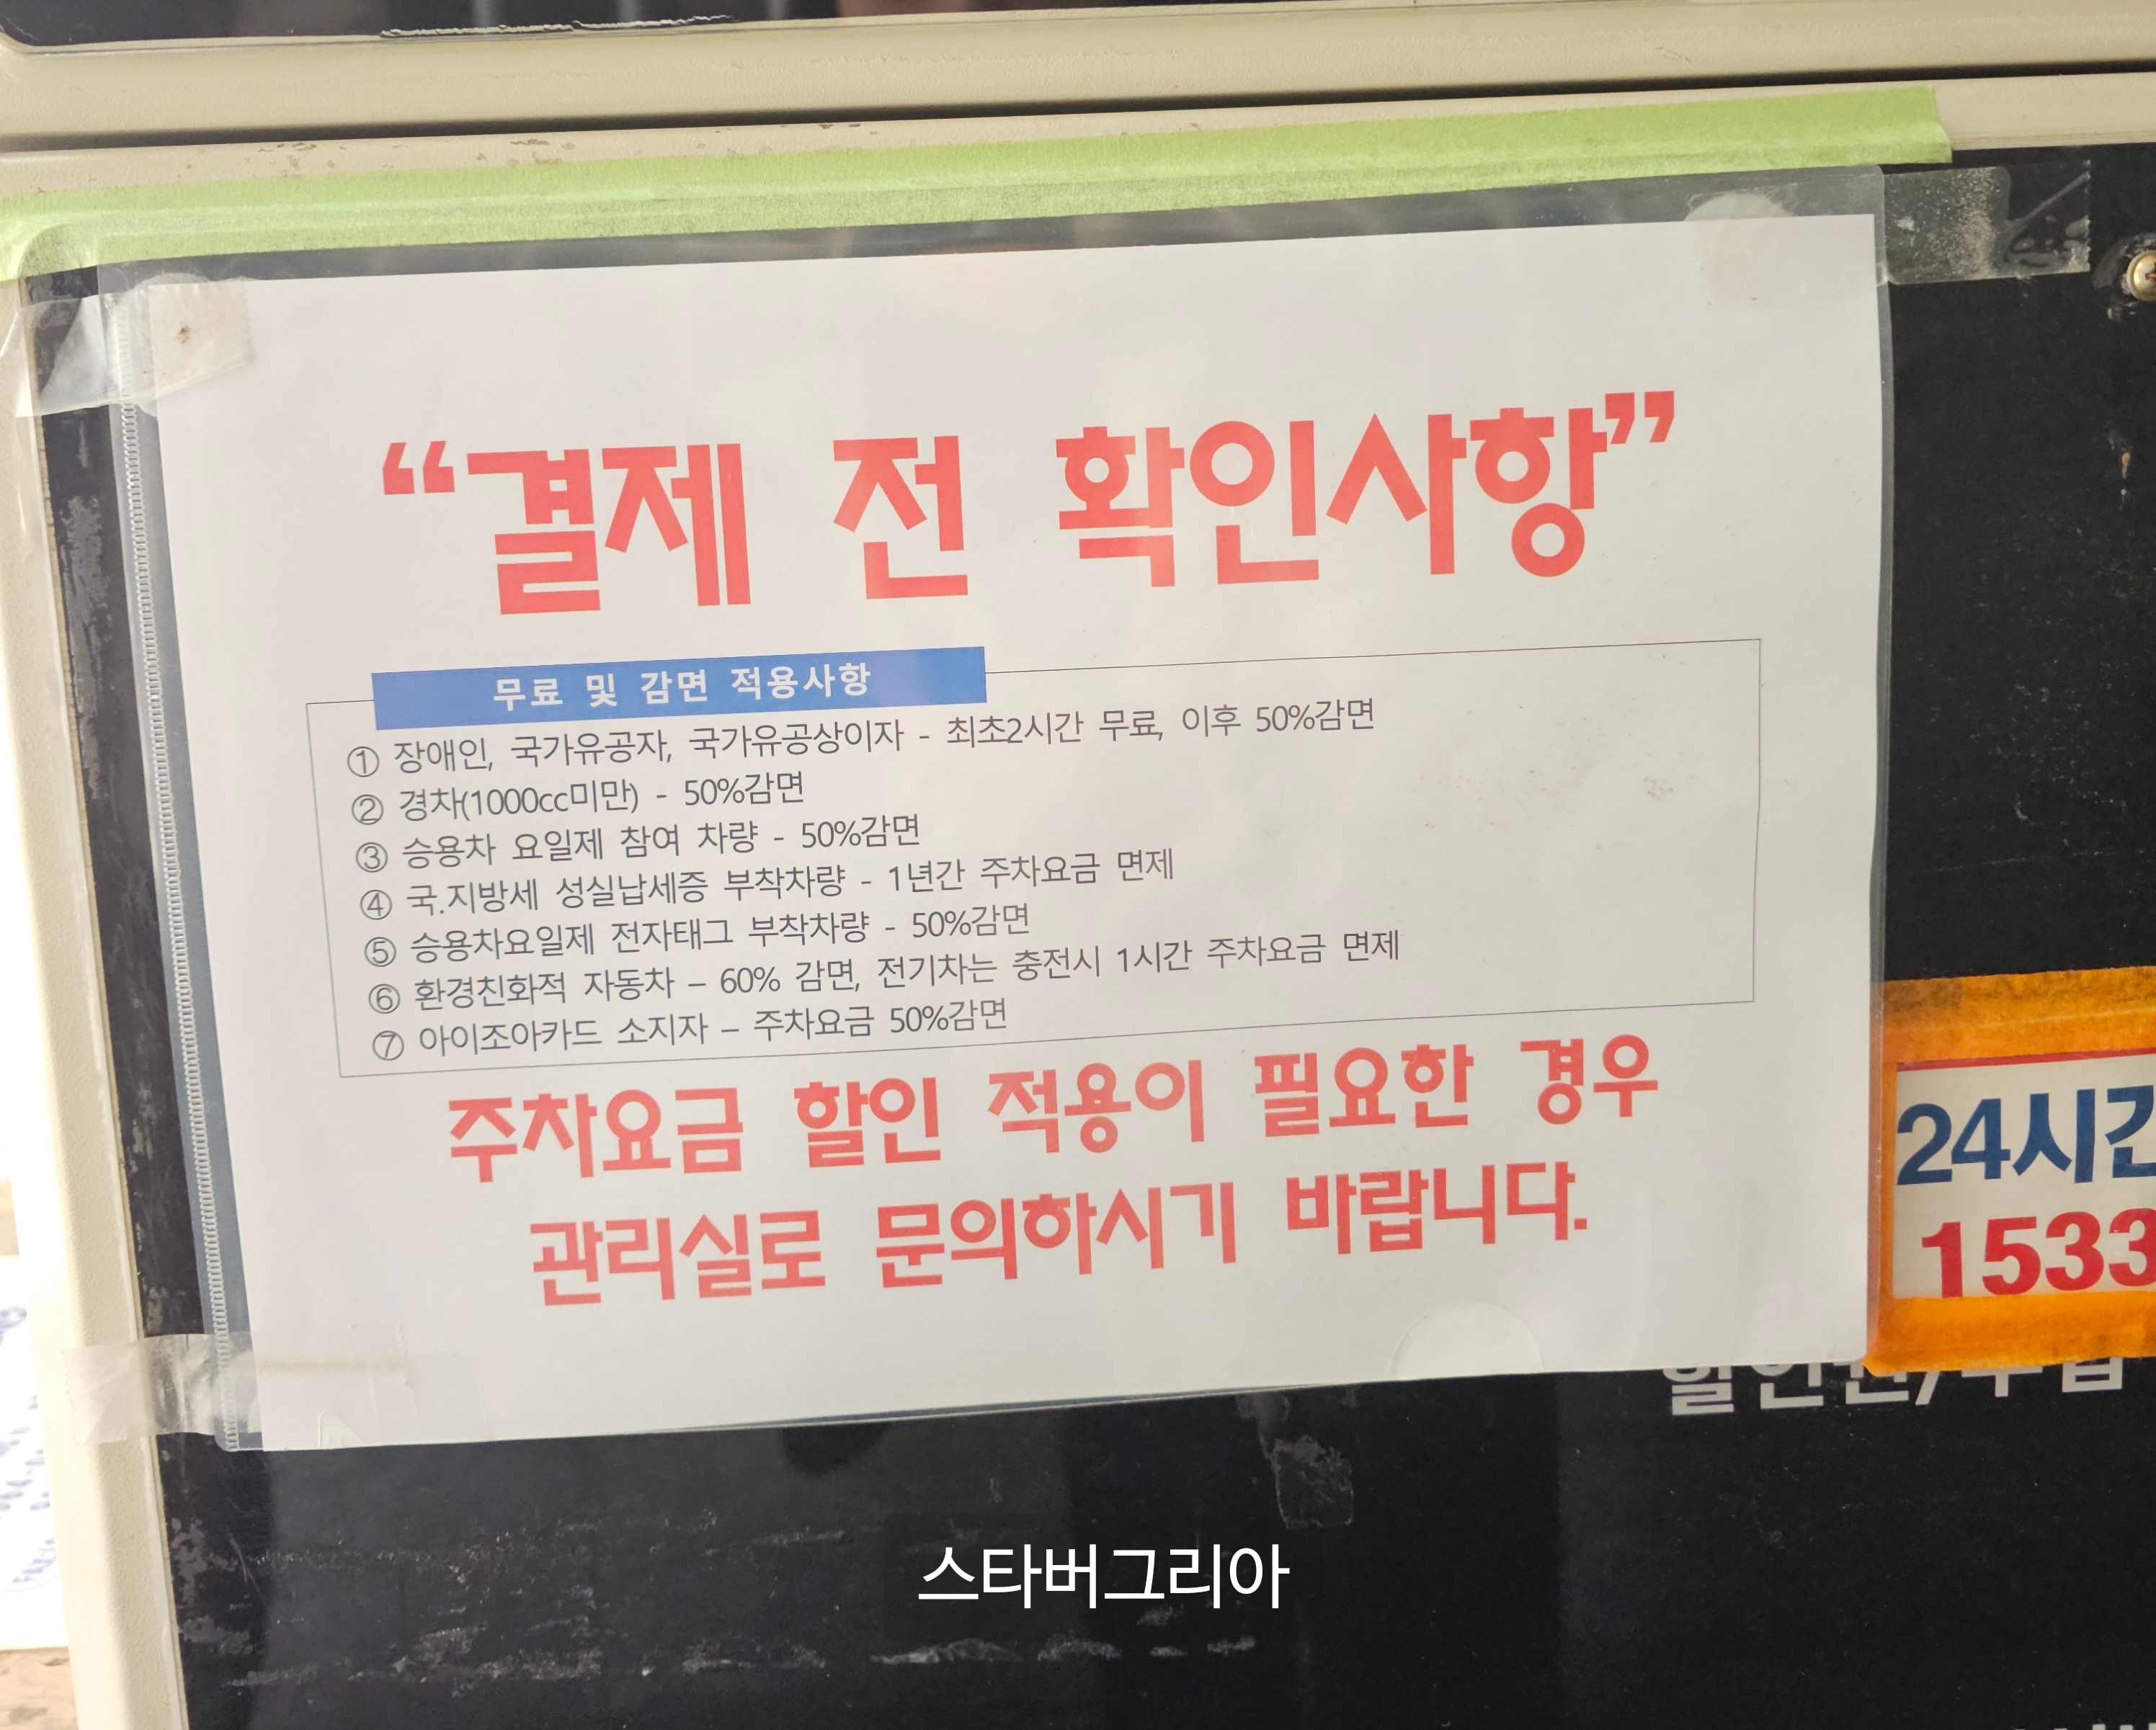 “결제 전 확인사항”
무료 및 감면 적용사항
① 장애인, 국가유공자, 국가유공상이자 - 최초2시간 무료, 이후 50%감면
② 경차(1000cc미만) - 50%감면
③ 승용차 요일제 참여 차량 - 50%감면
④ 국.지방세 성실납세증 부착차량 - 1년간 주차요금 면제
⑤ 승용차요일제 전자태그 부착차량 - 50%감면
⑥ 환경친화적 자동차 – 60% 감면, 전기차는 충전시 1시간 주차요금 면제
⑦ 아이조아카드 소지자 – 주차요금 50%감면
주차요금 할인 적용이 필요한 경우
관리실로 문의하시기 바랍니다.
24시간
1533
스타버그리아